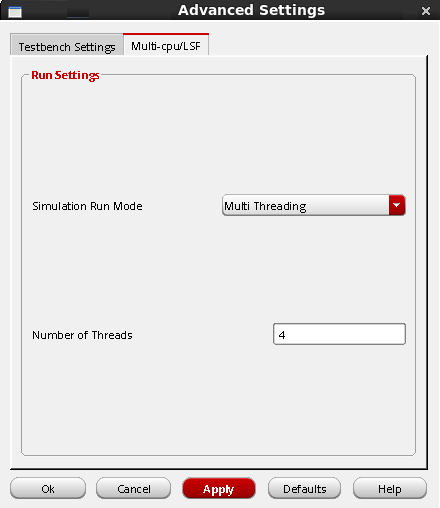 Advanced Settings
Testbench Settings
Multi-cpu/LSF
Run Settings
Simulation Run Mode
Multi Threading
Number of Threads
4
Ok
Cancel
Apply
Defaults
Help